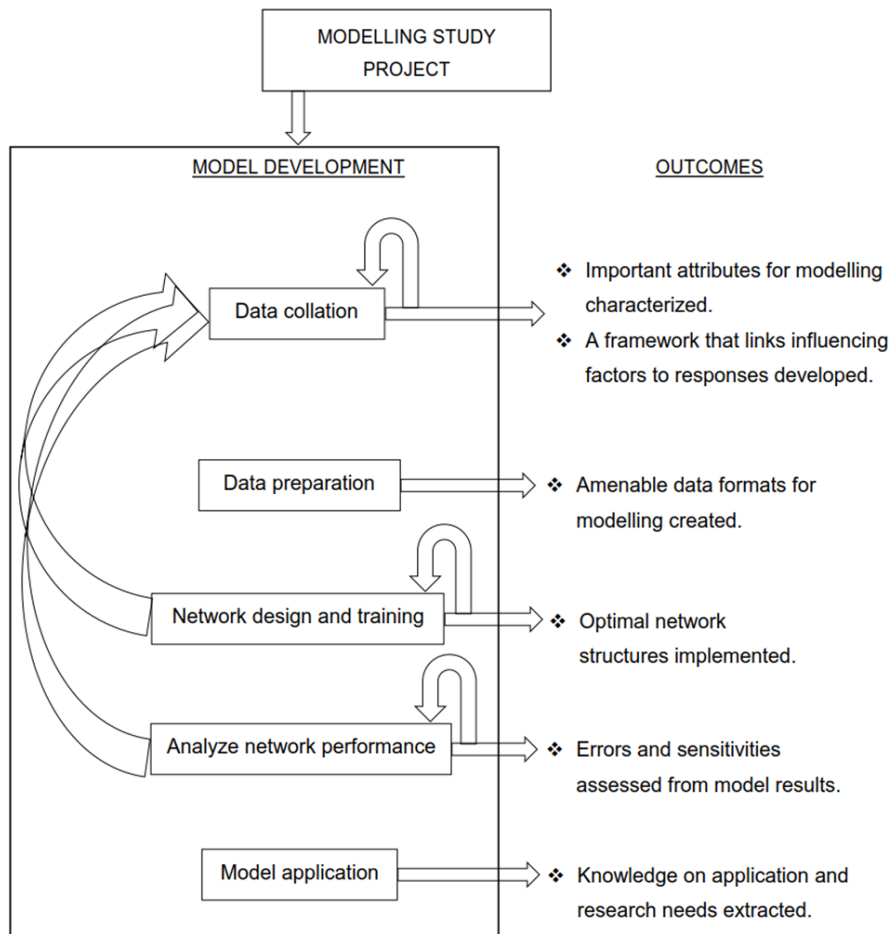 MODELLING STUDY
PROJECT
MODEL DEVELOPMENT
OUTCOMES
Data collation
❖ Important attributes for modelling
characterized.
❖ A framework that links influencing
factors to responses developed.
Data preparation
❖ Amenable data formats for
modelling created.
Network design and training
❖ Optimal network
structures implemented.
Analyze network performance
❖ Errors and sensitivities
assessed from model results.
Model application
❖ Knowledge on application and
research needs extracted.